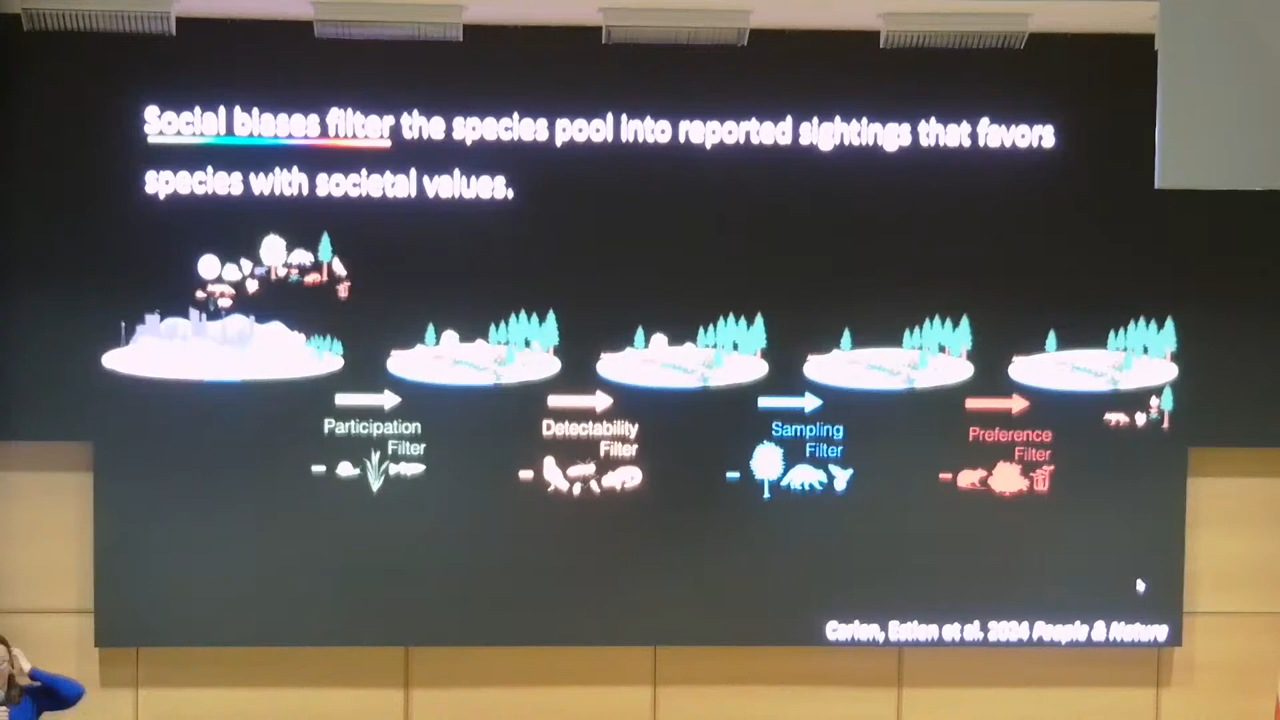 Social biases filter the species pool into reported sightings that favors
species with societal values.
Participation
Filter
Detectability
Filter
Sampling
Filter
Preference
Filter
Carlen, Estien et al. 2024 People & Nature